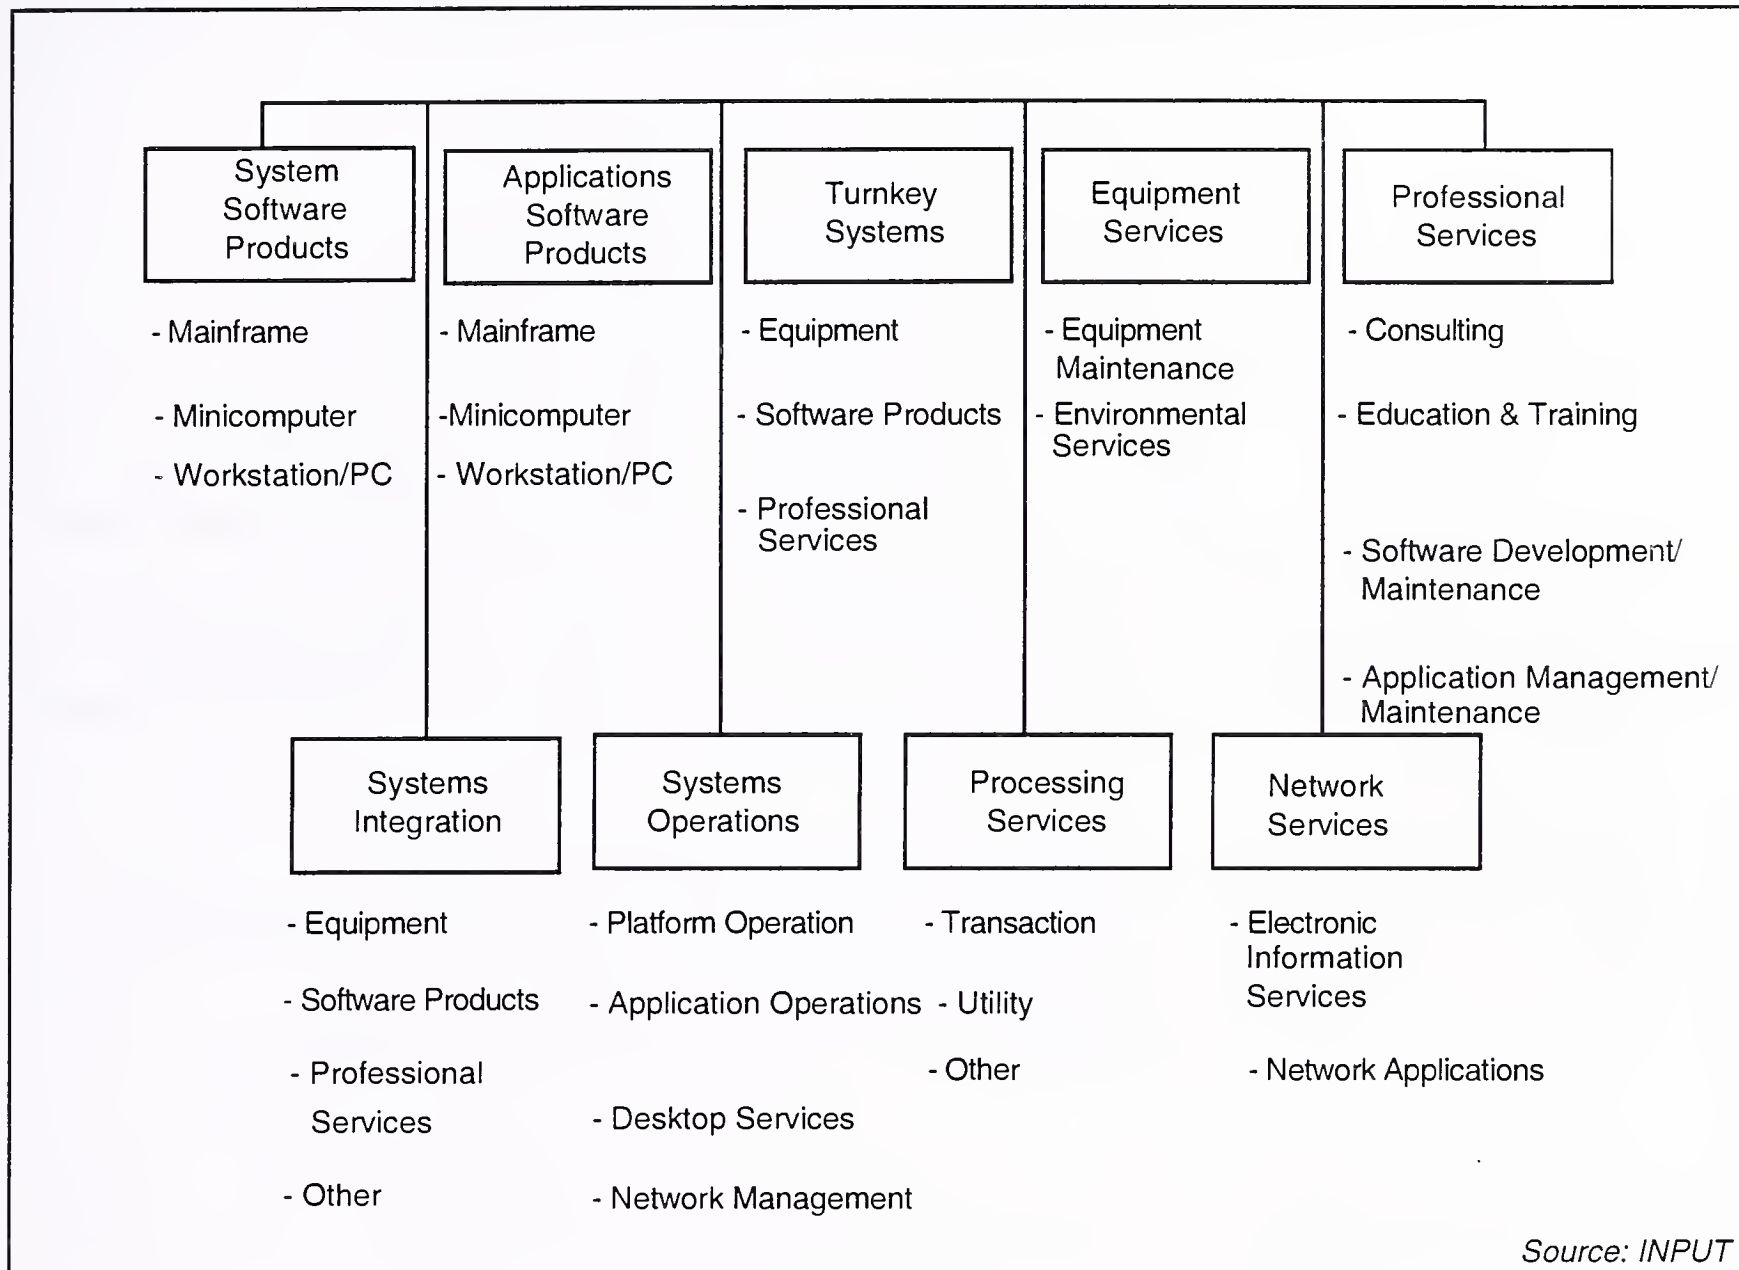 System
Software
Products
Applications
Software
Products
Turnkey
Systems
Equipment
Services
Professional
Services
- Mainframe
- Minicomputer
- Workstation/PC
- Mainframe
-Minicomputer
- Workstation/PC
- Equipment
- Software Products
- Professional
Services
- Equipment
Maintenance
- Environmental
Services
- Consulting
- Education & Training
- Software Development/
Maintenance
- Application Management/
Maintenance
Systems
Integration
Systems
Operations
Processing
Services
Network
Services
- Equipment
- Software Products
- Professional
Services
- Other
- Platform Operation
- Application Operations
- Desktop Services
- Network Management
- Transaction
- Utility
- Other
- Electronic
Information
Services
- Network Applications
Source: INPUT